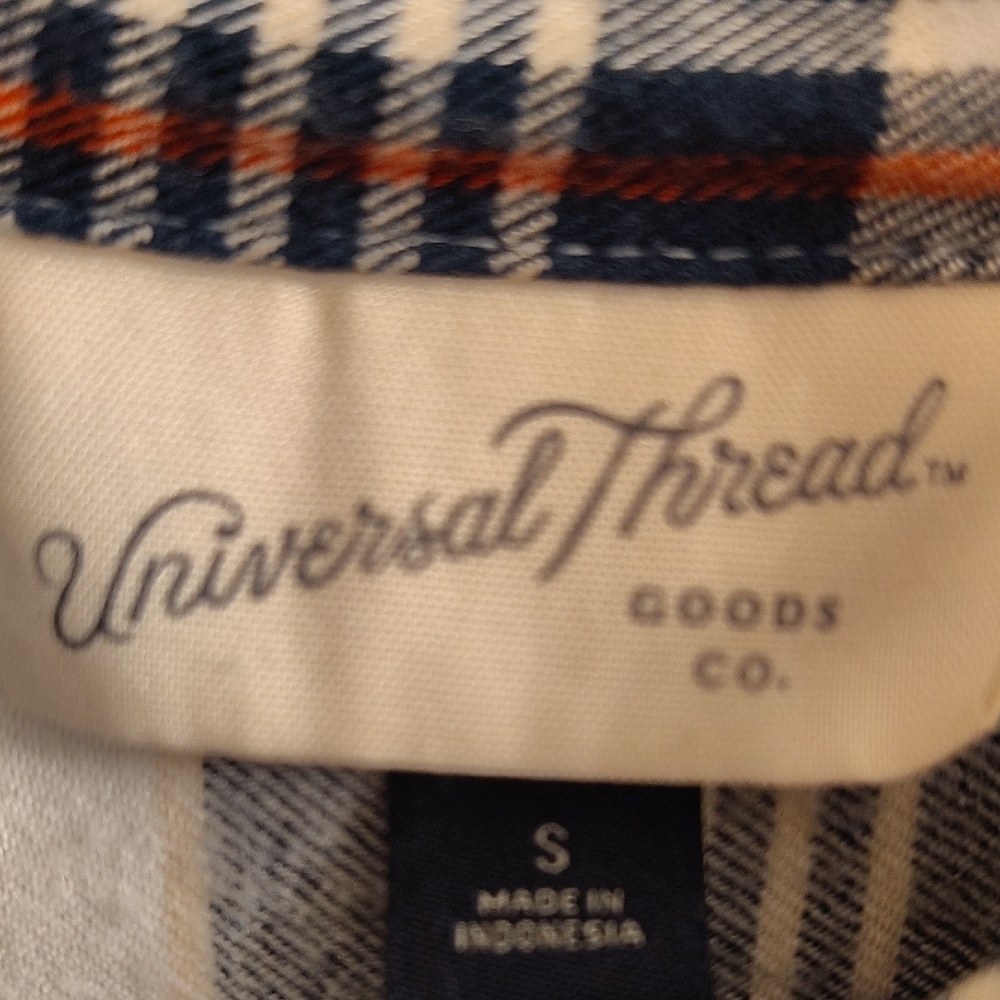 Universal Thread™
GOODS
CO.
S
MADE IN
INDONESIA